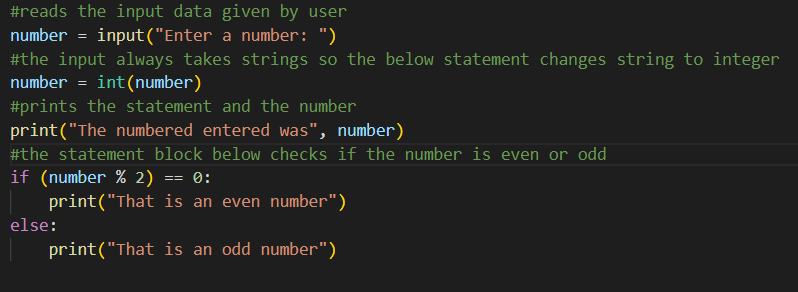 #reads the input data given by user
number = input("Enter a number: ")
#the input always takes strings so the below statement changes string to integer
number = int(number)
#prints the statement and the number
print("The numbered entered was", number)
#the statement block below checks if the number is even or odd
if (number % 2) == 0:
    print("That is an even number")
else:
    print("That is an odd number")